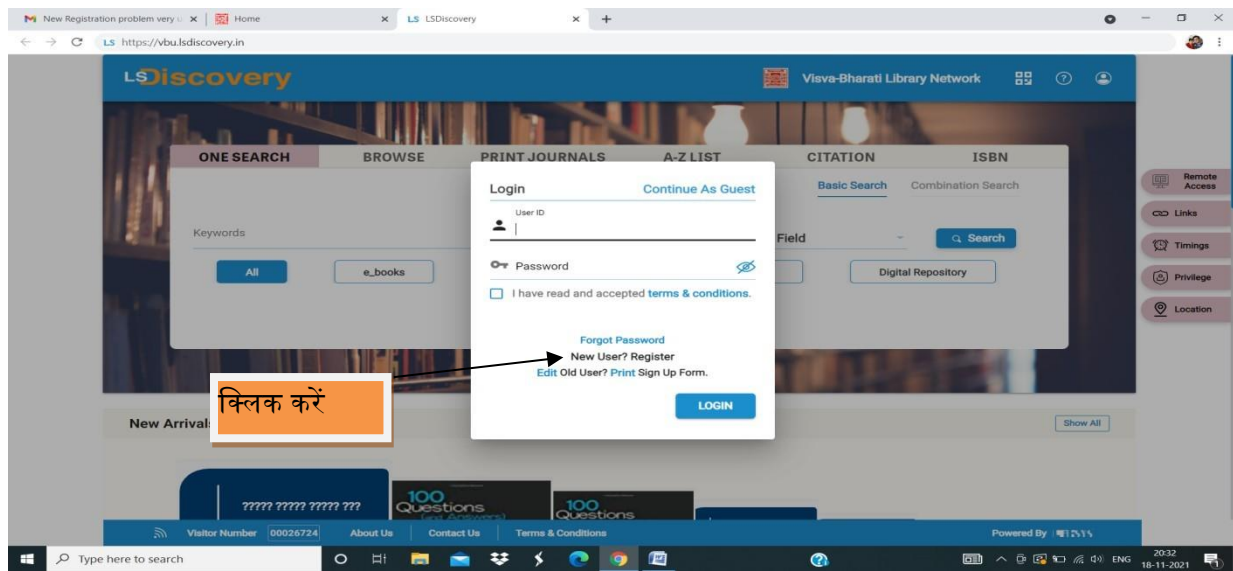 New Registration problem very u
Home
LS LSDiscovery
LS https://vbu.lsdiscovery.in
LSDiscovery
Visva-Bharati Library Network
ONE SEARCH
BROWSE
PRINT JOURNALS
A-Z LIST
CITATION
ISBN
Login
Continue As Guest
Basic Search
Combination Search
User ID
Keywords
Field
Search
Password
All
e_books
Digital Repository
I have read and accepted terms & conditions.
Forgot Password
New User? Register
Edit Old User? Print Sign Up Form.
LOGIN
क्लिक करें
Remote
Access
Links
Timings
Privilege
Location
New Arrival
Show All
????? ????? ????? ???
100
Questions
(and Answers)
100
Questions
Visitor Number 00026724
About Us
Contact Us
Terms & Conditions
Powered By
Type here to search
ENG
20:32
18-11-2021